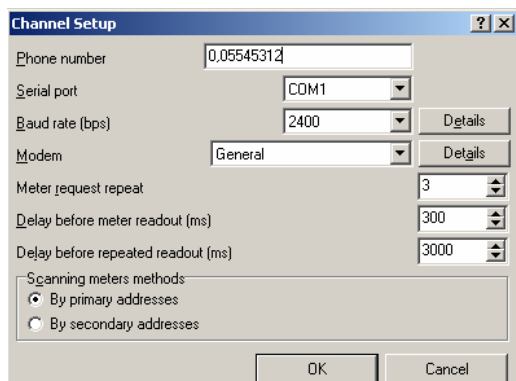 Channel Setup
Phone number 0,05545312
Serial port COM1
Baud rate (bps) 2400 Details
Modem General Details
Meter request repeat 3
Delay before meter readout (ms) 300
Delay before repeated readout (ms) 3000
Scanning meters methods
By primary addresses
By secondary addresses
OK Cancel